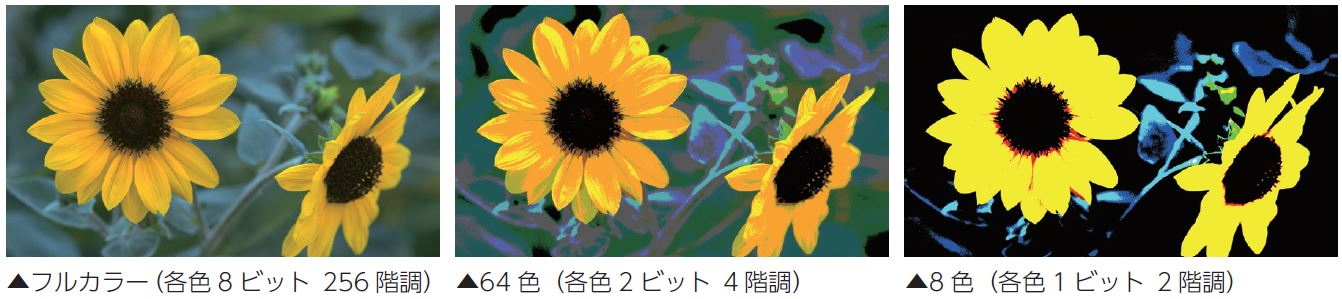 ▲フルカラー（各色 8 ビット 256 階調）
▲64 色（各色 2 ビット 4 階調）
▲8 色（各色 1 ビット 2 階調）